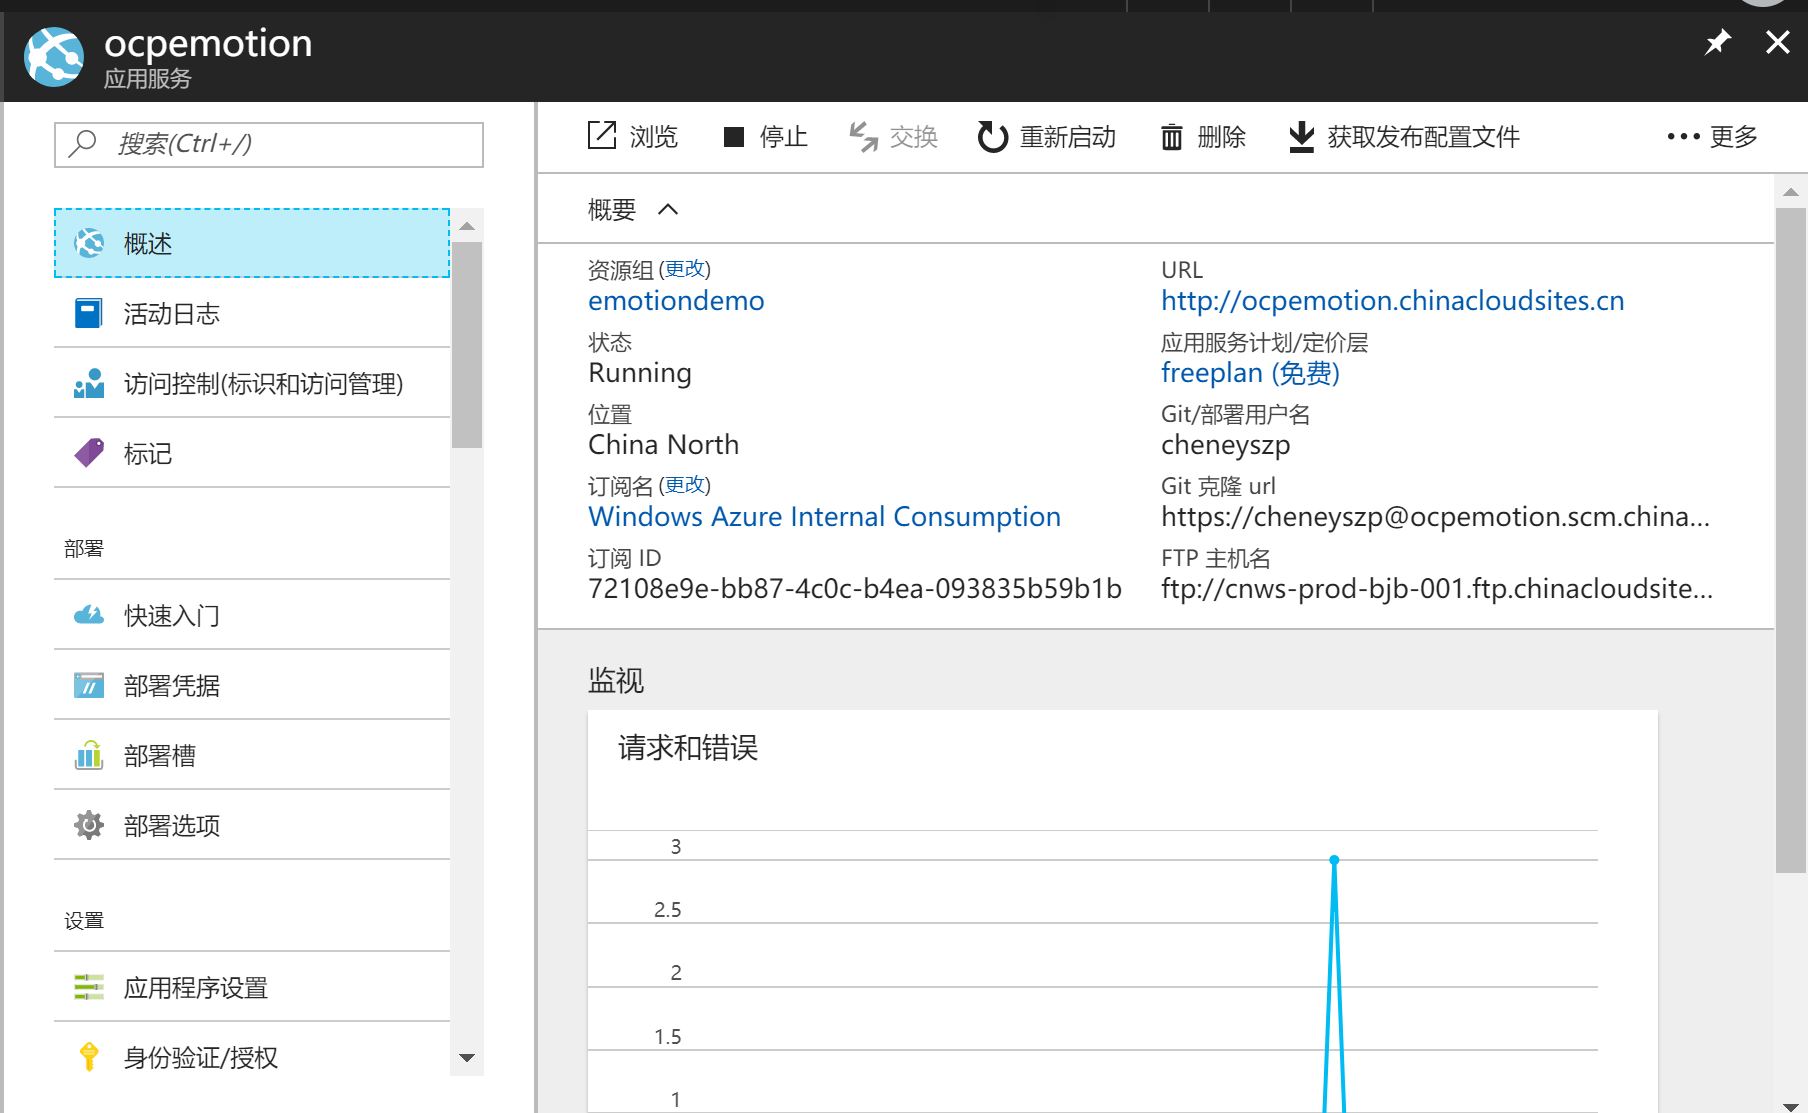 ocpemotion
应用服务
搜索(Ctrl+/)
概述
活动日志
访问控制(标识和访问管理)
标记
部署
快速入门
部署凭据
部署槽
部署选项
设置
应用程序设置
身份验证/授权
浏览 停止 交换 重新启动 删除 获取发布配置文件 ••• 更多
概要
资源组 (更改)
emotiondemo
状态
Running
位置
China North
订阅名 (更改)
Windows Azure Internal Consumption
订阅 ID
72108e9e-bb87-4c0c-b4ea-093835b59b1b
URL
http://ocpemotion.chinacloudsites.cn
应用服务计划/定价层
freeplan (免费)
Git/部署用户名
cheneyszp
Git 克隆 url
https://cheneyszp@ocpemotion.scm.china...
FTP 主机名
ftp://cnws-prod-bjb-001.ftp.chinacloudsite...
监视
请求和错误
3
2.5
2
1.5
1